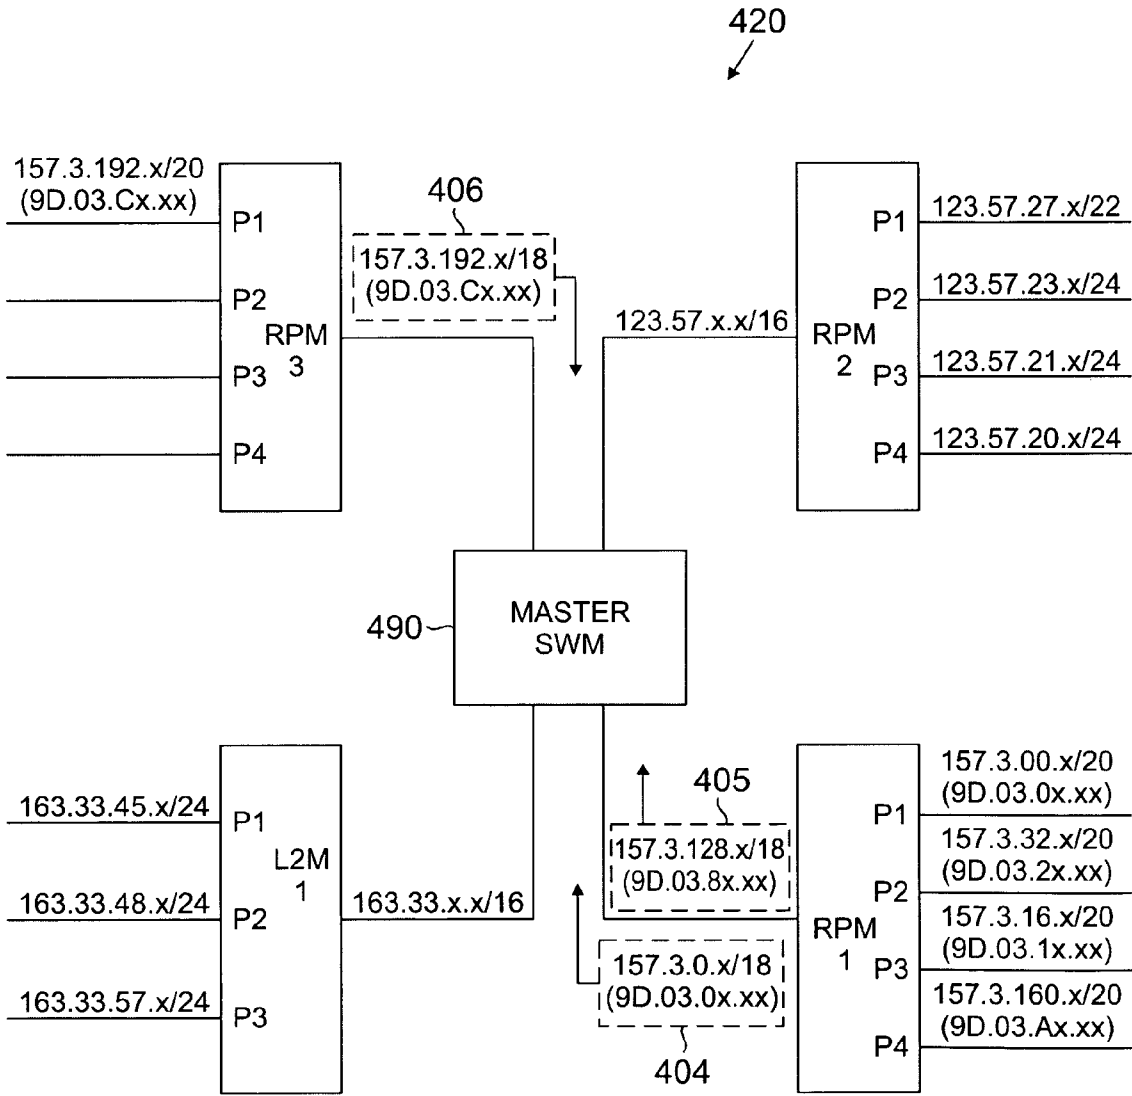 420
157.3.192.x/20
(9D.03.Cx.xx)
P1
P2
RPM
3
P3
P4
406
157.3.192.x/18
(9D.03.Cx.xx)
123.57.x.x/16
P1
P2
RPM
2
P3
P4
123.57.27.x/22
123.57.23.x/24
123.57.21.x/24
123.57.20.x/24
490
MASTER
SWM
163.33.45.x/24
163.33.48.x/24
163.33.57.x/24
P1
L2M
1
P2
P3
163.33.x.x/16
405
157.3.128.x/18
(9D.03.8x.xx)
157.3.0.x/18
(9D.03.0x.xx)
404
P1
P2
RPM
1
P3
P4
157.3.00.x/20
(9D.03.0x.xx)
157.3.32.x/20
(9D.03.2x.xx)
157.3.16.x/20
(9D.03.1x.xx)
157.3.160.x/20
(9D.03.Ax.xx)